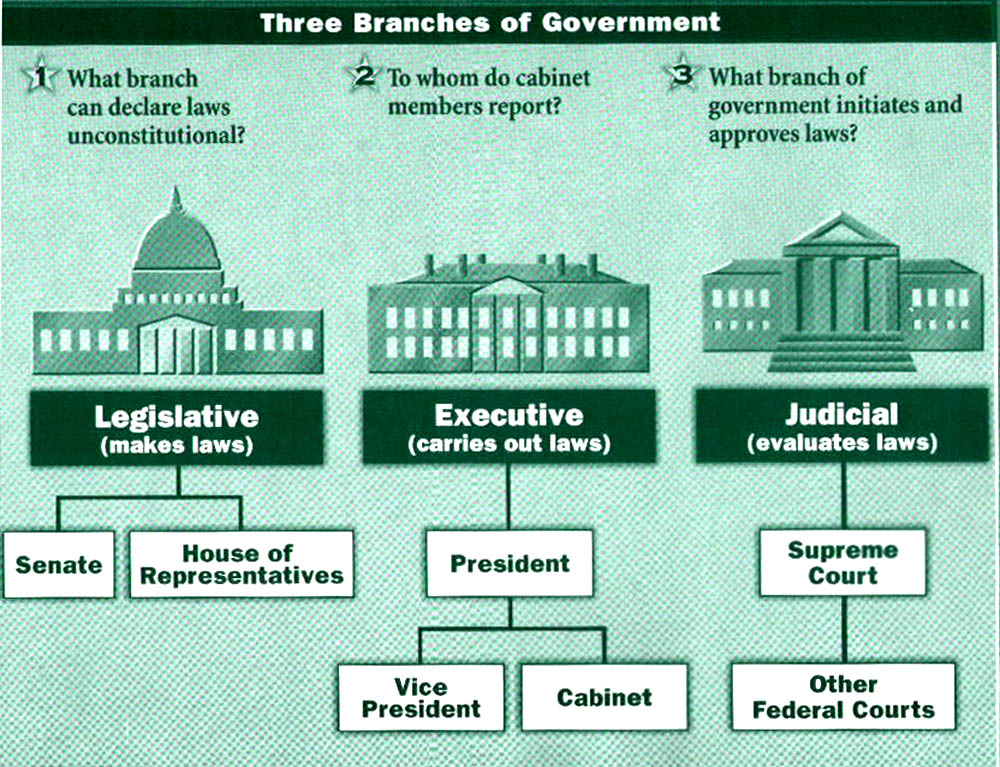 Three Branches of Government
1 What branch
can declare laws
unconstitutional?
2 To whom do cabinet
members report?
3 What branch of
government initiates and
approves laws?
Legislative
(makes laws)
Executive
(carries out laws)
Judicial
(evaluates laws)
Senate
House of
Representatives
President
Supreme
Court
Vice
President
Cabinet
Other
Federal Courts